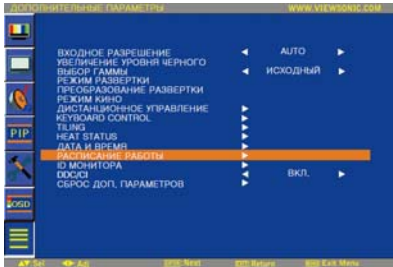 ДОПОЛНИТЕЛЬНЫЕ ПАРАМЕТРЫ WWW.VIEWSONIC.COM
ВХОДНОЕ РАЗРЕШЕНИЕ ◀ AUTO ▶
УВЕЛИЧЕНИЕ УРОВНЯ ЧЕРНОГО
ВЫБОР ГАММЫ ◀ ИСХОДНЫЙ ▶
РЕЖИМ РАЗВЕРТКИ
ПРЕОБРАЗОВАНИЕ РАЗВЕРТКИ
РЕЖИМ КИНО
ДИСТАНЦИОННОЕ УПРАВЛЕНИЕ ▶
KEYBOARD CONTROL ▶
TILING ▶
HEAT STATUS ▶
ДАТА И ВРЕМЯ ▶
РАСПИСАНИЕ РАБОТЫ ▶
ID МОНИТОРА ▶
DDC/CI ◀ ВКЛ. ▶
СБРОС ДОП. ПАРАМЕТРОВ ▶
PIP
OSD
Sel Adj Next Return Exit Menu